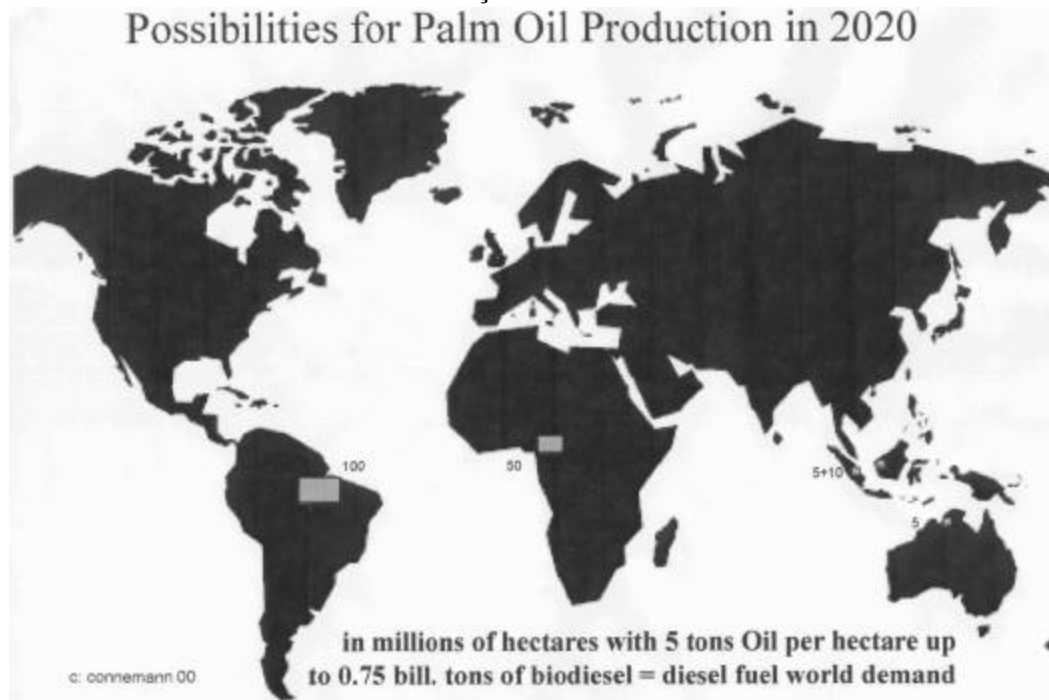 Possibilities for Palm Oil Production in 2020
100
50
5+10
5
in millions of hectares with 5 tons Oil per hectare up
to 0.75 bill. tons of biodiesel = diesel fuel world demand
c: connemann 00